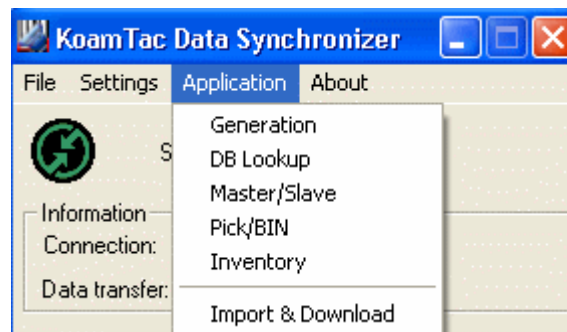 KoamTac Data Synchronizer
File Settings Application About
Generation
S
DB Lookup
Master/Slave
Information
Pick/BIN
Connection:
Inventory
Data transfer:
Import & Download